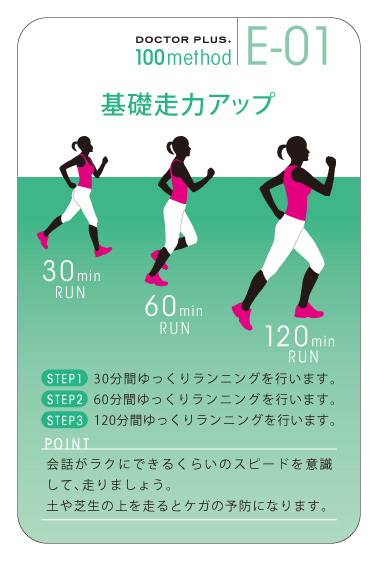 DOCTOR PLUS.
100method
E-01
基礎走力アップ
30min
RUN
60min
RUN
120min
RUN
STEP1 30分間ゆっくりランニングを行います。
STEP2 60分間ゆっくりランニングを行います。
STEP3 120分間ゆっくりランニングを行います。
POINT
会話がラクにできるくらいのスピードを意識
して、走りましょう。
土や芝生の上を走るとケガの予防になります。